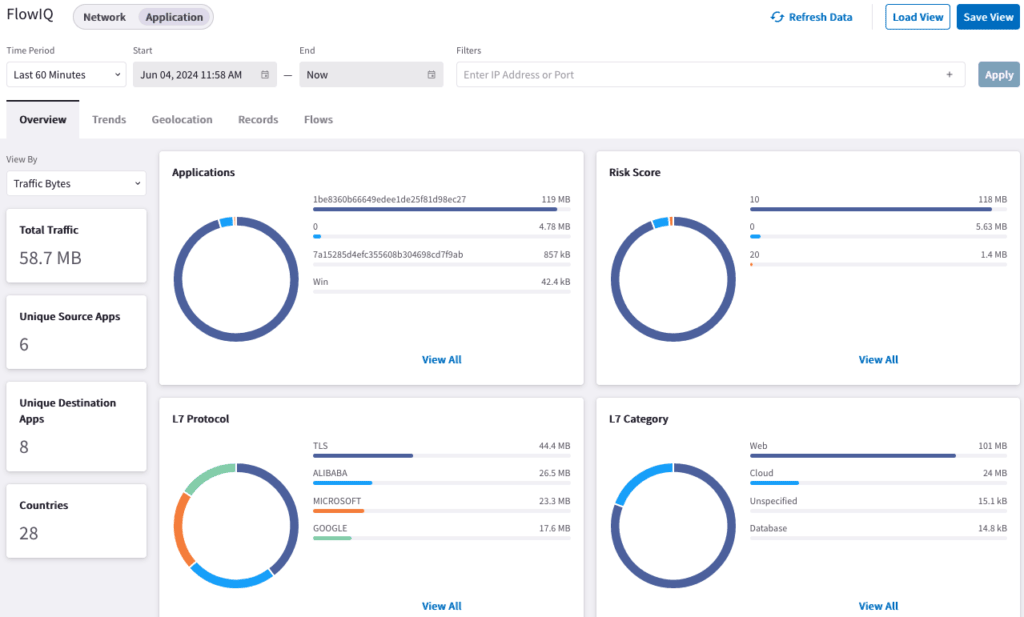 FlowIQ
Network Application
Refresh Data
Load View
Save View
Time Period
Start
End
Filters
Last 60 Minutes
Jun 04, 2024 11:58 AM
—
Now
Enter IP Address or Port
+
Apply
Overview Trends Geolocation Records Flows
View By
Traffic Bytes
Total Traffic
58.7 MB
Unique Source Apps
6
Unique Destination
Apps
8
Countries
28
Applications
1be8360b66649edee1de25f81d98ec27 119 MB
0 4.78 MB
7a15285d4efc355608b304698cd7f9ab 857 kB
Win 42.4 kB
View All
Risk Score
10 118 MB
0 5.63 MB
20 1.4 MB
View All
L7 Protocol
TLS 44.4 MB
ALIBABA 26.5 MB
MICROSOFT 23.3 MB
GOOGLE 17.6 MB
View All
L7 Category
Web 101 MB
Cloud 24 MB
Unspecified 15.1 kB
Database 14.8 kB
View All